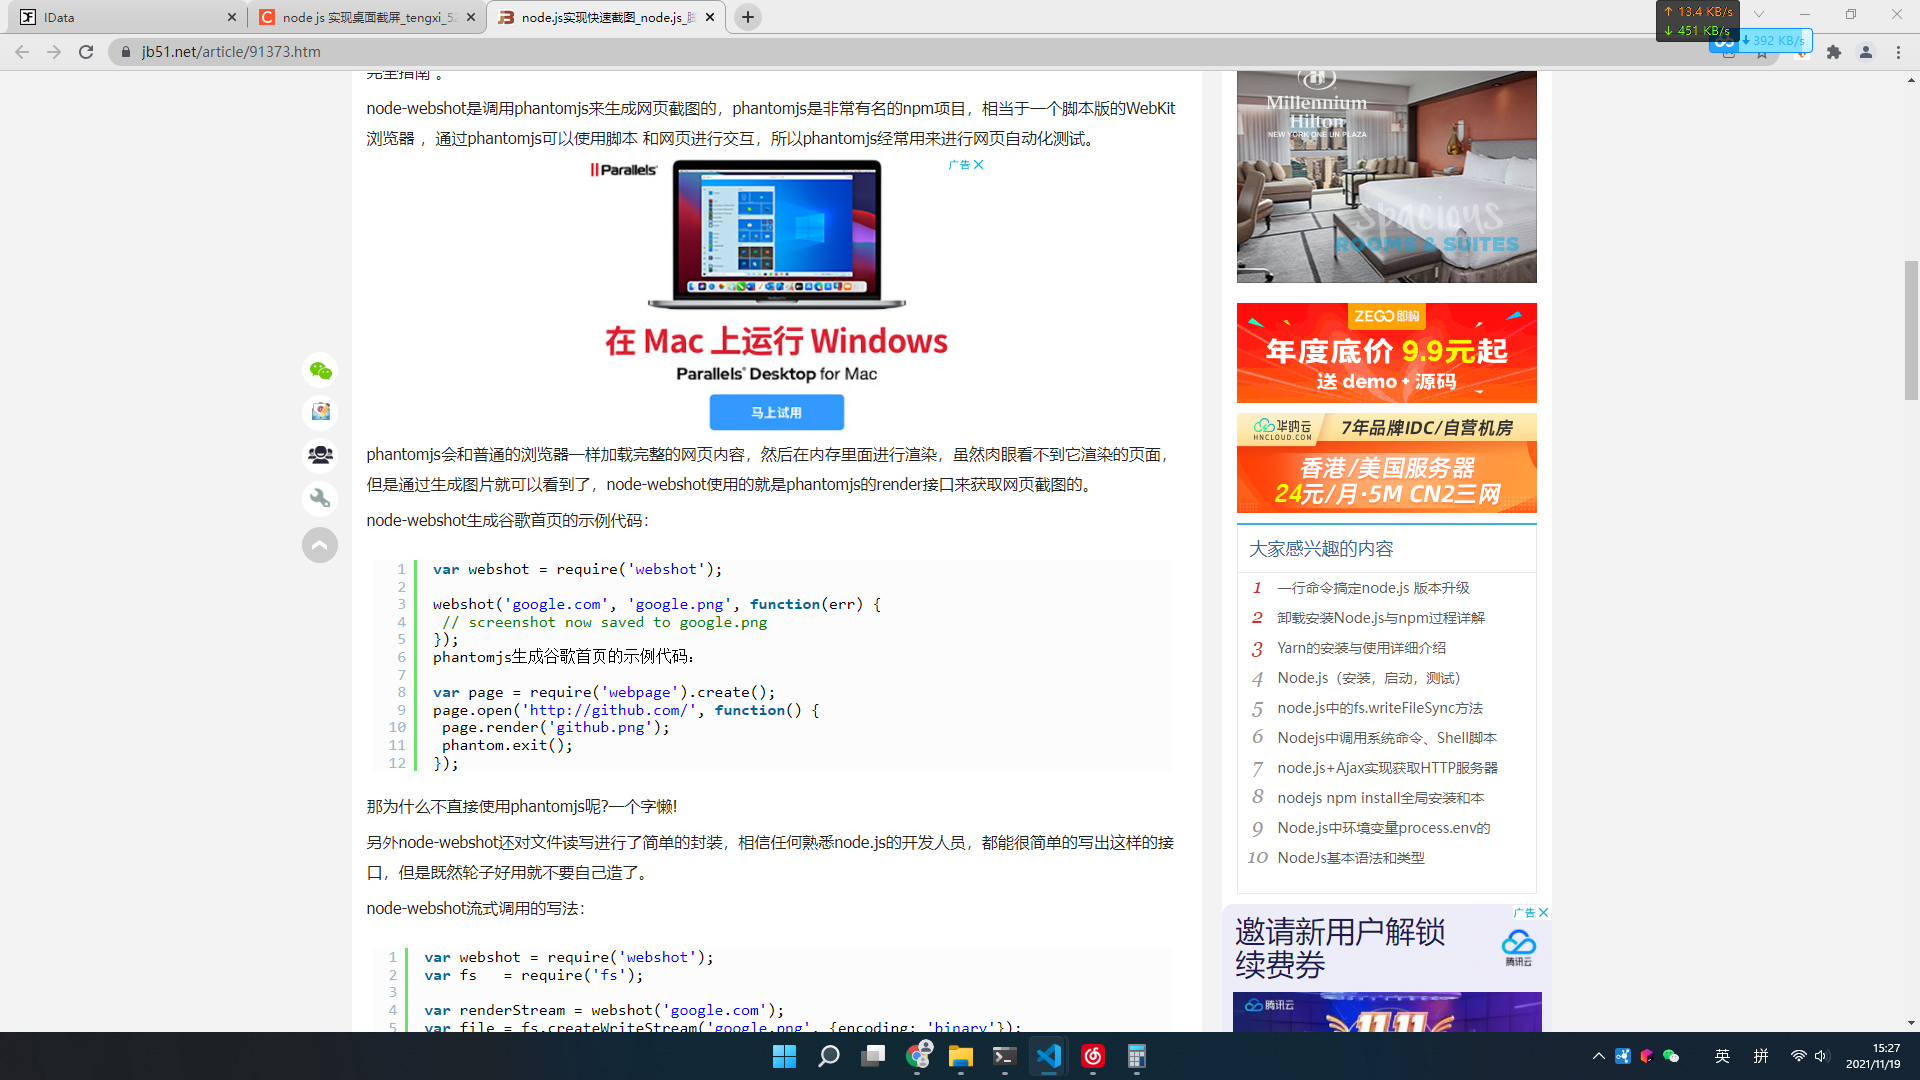 IData
node js 实现桌面截屏_tengxi_5
node.js实现快速截图_node.js_
↑ 13.4 KB/s
↓ 451 KB/s
392 KB/s
jb51.net/article/91373.htm
完全指南 。
node-webshot是调用phantomjs来生成网页截图的，phantomjs是非常有名的npm项目，相当于一个脚本版的WebKit
浏览器 ，通过phantomjs可以使用脚本 和网页进行交互，所以phantomjs经常用来进行网页自动化测试。
Parallels
广告
在 Mac 上运行 Windows
Parallels® Desktop for Mac
马上试用
phantomjs会和普通的浏览器一样加载完整的网页内容，然后在内存里面进行渲染，虽然肉眼看不到它渲染的页面，
但是通过生成图片就可以看到了，node-webshot使用的就是phantomjs的render接口来获取网页截图的。
node-webshot生成谷歌首页的示例代码：
1 var webshot = require('webshot');
2
3 webshot('google.com', 'google.png', function(err) {
4 // screenshot now saved to google.png
5 });
6 phantomjs生成谷歌首页的示例代码：
7
8 var page = require('webpage').create();
9 page.open('http://github.com/', function() {
10 page.render('github.png');
11 phantom.exit();
12 });
那为什么不直接使用phantomjs呢?一个字懒!
另外node-webshot还对文件读写进行了简单的封装，相信任何熟悉node.js的开发人员，都能很简单的写出这样的接
口，但是既然轮子好用就不要自己造了。
node-webshot流式调用的写法：
1 var webshot = require('webshot');
2 var fs = require('fs');
3
4 var renderStream = webshot('google.com');
5 var file = fs.createWriteStream('google.png', {encoding: 'binary'});
Millennium
Hilton
NEW YORK ONE UN PLAZA
spacious
ROOMS & SUITES
ZEGO即构
年度底价 9.9元起
送 demo + 源码
华纳云
HNCLOUD.COM
7年品牌IDC/自营机房
香港/美国服务器
24元/月·5M CN2三网
大家感兴趣的内容
1 一行命令搞定node.js 版本升级
2 卸载安装Node.js与npm过程详解
3 Yarn的安装与使用详细介绍
4 Node.js（安装，启动，测试）
5 node.js中的fs.writeFileSync方法
6 Nodejs中调用系统命令、Shell脚本
7 node.js+Ajax实现获取HTTP服务器
8 nodejs npm install全局安装和本
9 Node.js中环境变量process.env的
10 NodeJs基本语法和类型
广告
邀请新用户解锁
续费券
腾讯云
腾讯云
11.11
英
拼
15:27
2021/11/19